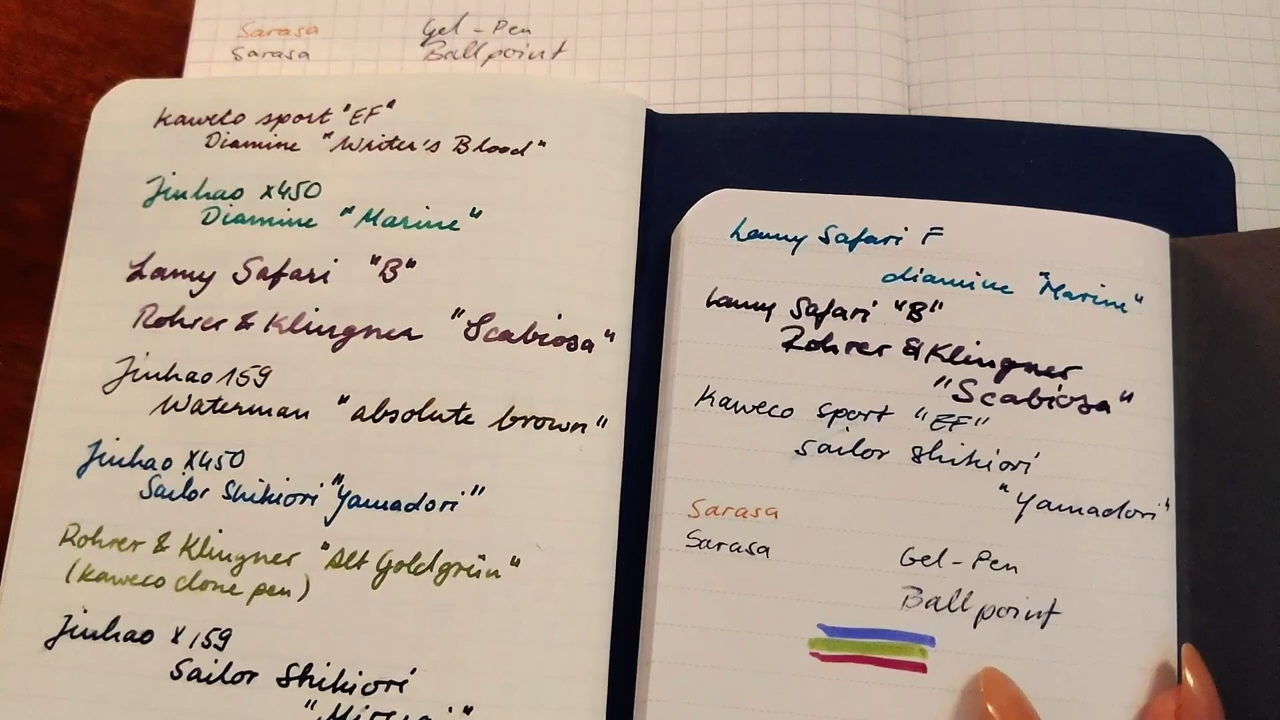 Sarasa Gel-Pen
Sarasa Ballpoint
Kaweco sport "EF"
Diamine "Writer's Blood"
Jinhao x450
Diamine "Marine"
Lamy Safari "B"
Rohrer & Klingner "Scabiosa"
Jinhao 159
Waterman "absolute brown"
Jinhao X450
Sailor Shikiori "Yamadori"
Rohrer & Klingner "Alt Goldgrün"
(Kaweco clone pen)
Jinhao X159
Sailor Shikiori
Lamy Safari F
diamine "Marine"
Lamy Safari "B"
Rohrer & Klingner
"Scabiosa"
Kaweco sport "EF"
Sailor Shikiori
"Yamadori"
Sarasa
Sarasa
Gel-Pen
Ballpoint